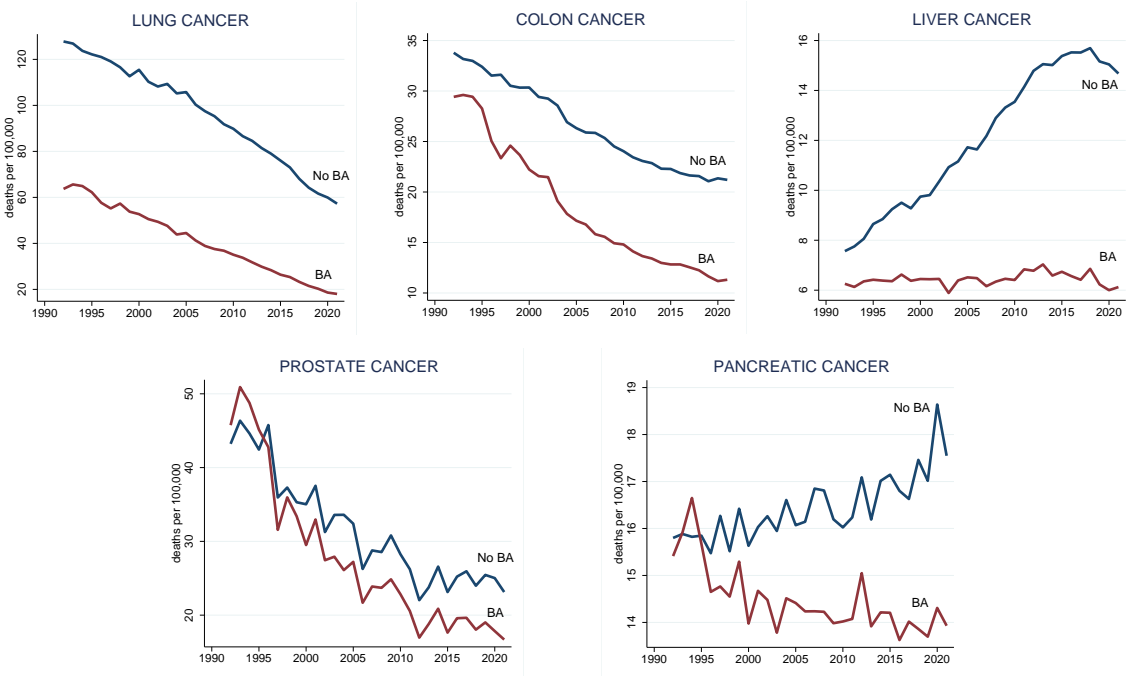 LUNG CANCER
deaths per 100,000
120
100
80
60
40
20
No BA
BA
1990 1995 2000 2005 2010 2015 2020
COLON CANCER
deaths per 100,000
35
30
25
20
15
10
No BA
BA
1990 1995 2000 2005 2010 2015 2020
LIVER CANCER
deaths per 100,000
16
14
12
10
8
6
No BA
BA
1990 1995 2000 2005 2010 2015 2020
PROSTATE CANCER
deaths per 100,000
50
40
30
20
No BA
BA
1990 1995 2000 2005 2010 2015 2020
PANCREATIC CANCER
deaths per 100,000
19
18
17
16
15
14
No BA
BA
1990 1995 2000 2005 2010 2015 2020